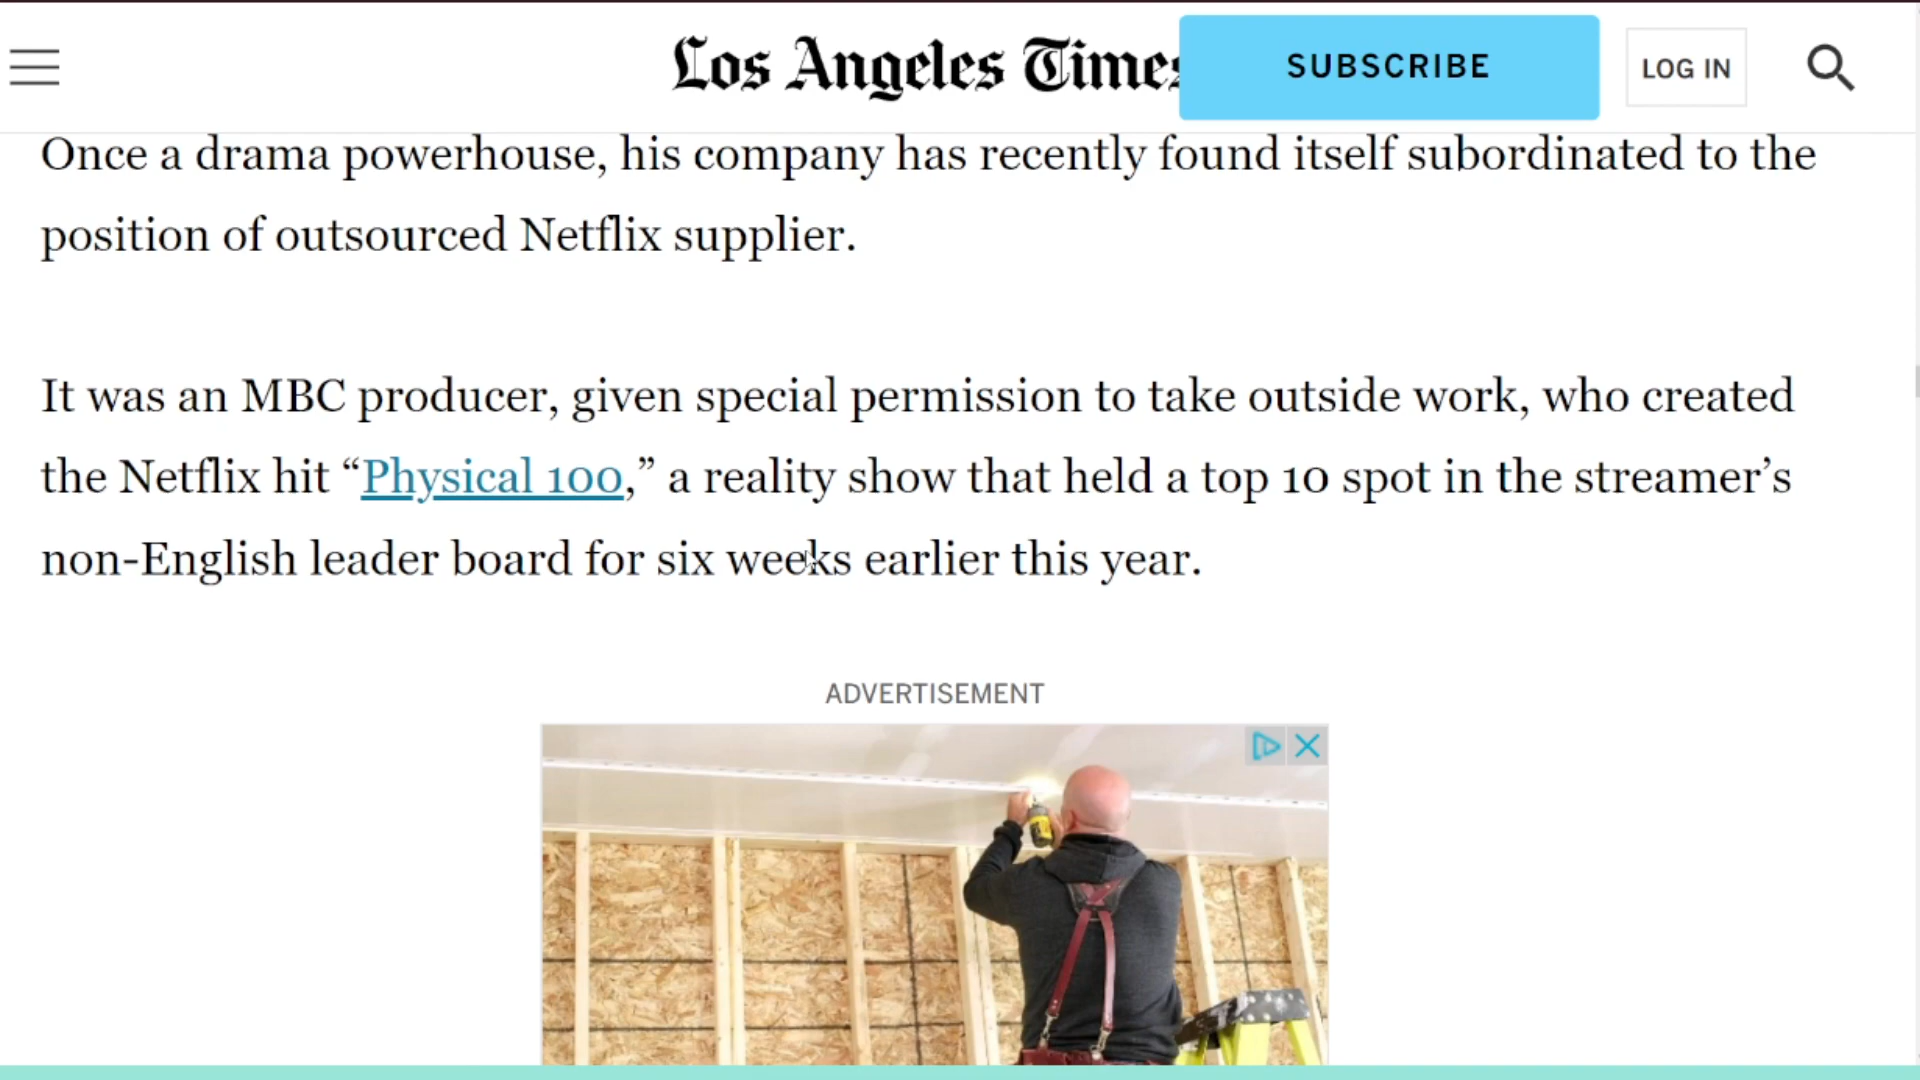 Los Angeles Times
SUBSCRIBE
LOG IN
Once a drama powerhouse, his company has recently found itself subordinated to the
position of outsourced Netflix supplier.
It was an MBC producer, given special permission to take outside work, who created
the Netflix hit “Physical 100,” a reality show that held a top 10 spot in the streamer’s
non-English leader board for six weeks earlier this year.
ADVERTISEMENT